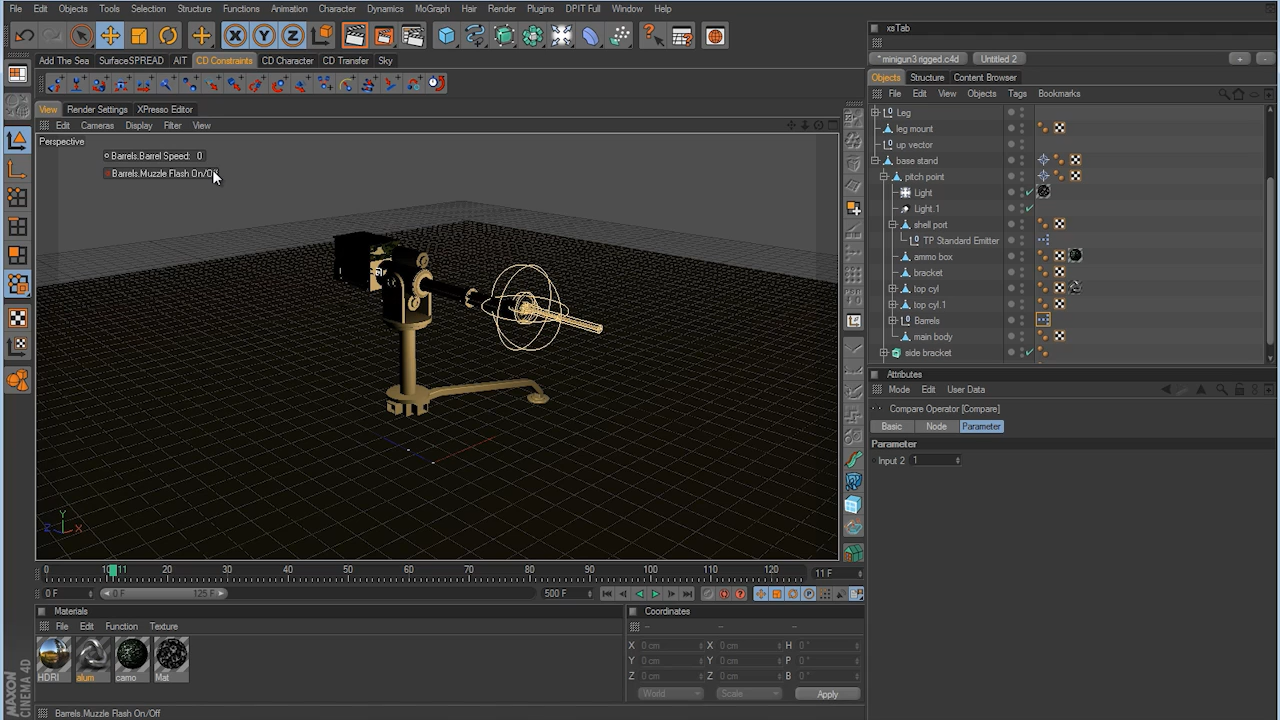 File Edit Objects Tools Selection Structure Functions Animation Character Dynamics MoGraph Hair Render Plugins DPIT Full Window Help
xsTab
Add The Sea SurfaceSPREAD AIT CD Constraints CD Character CD Transfer Sky
* minigun3 rigged.c4d Untitled 2 + -
Objects Structure Content Browser
File Edit View Objects Tags Bookmarks
View Render Settings XPresso Editor
Edit Cameras Display Filter View
Perspective
Barrels.Barrel Speed: 0
Barrels.Muzzle Flash On/Off
Leg
leg mount
up vector
base stand
pitch point
Light
Light.1
shell port
TP Standard Emitter
ammo box
bracket
top cyl
top cyl.1
Barrels
main body
side bracket
Attributes
Mode Edit User Data
Compare Operator [Compare]
Basic Node Parameter
Parameter
Input 2 1
Y
Z X
0 10 11 20 30 40 50 60 70 80 90 100 110 120 11 F
0 F 0 F 125 F 500 F
Materials
File Edit Function Texture
HDRI alum camo Mat
Coordinates
-- -- --
X 0 cm X 0 cm H 0 °
Y 0 cm Y 0 cm P 0 °
Z 0 cm Z 0 cm B 0 °
World Scale Apply
MAXON CINEMA 4D
Barrels.Muzzle Flash On/Off